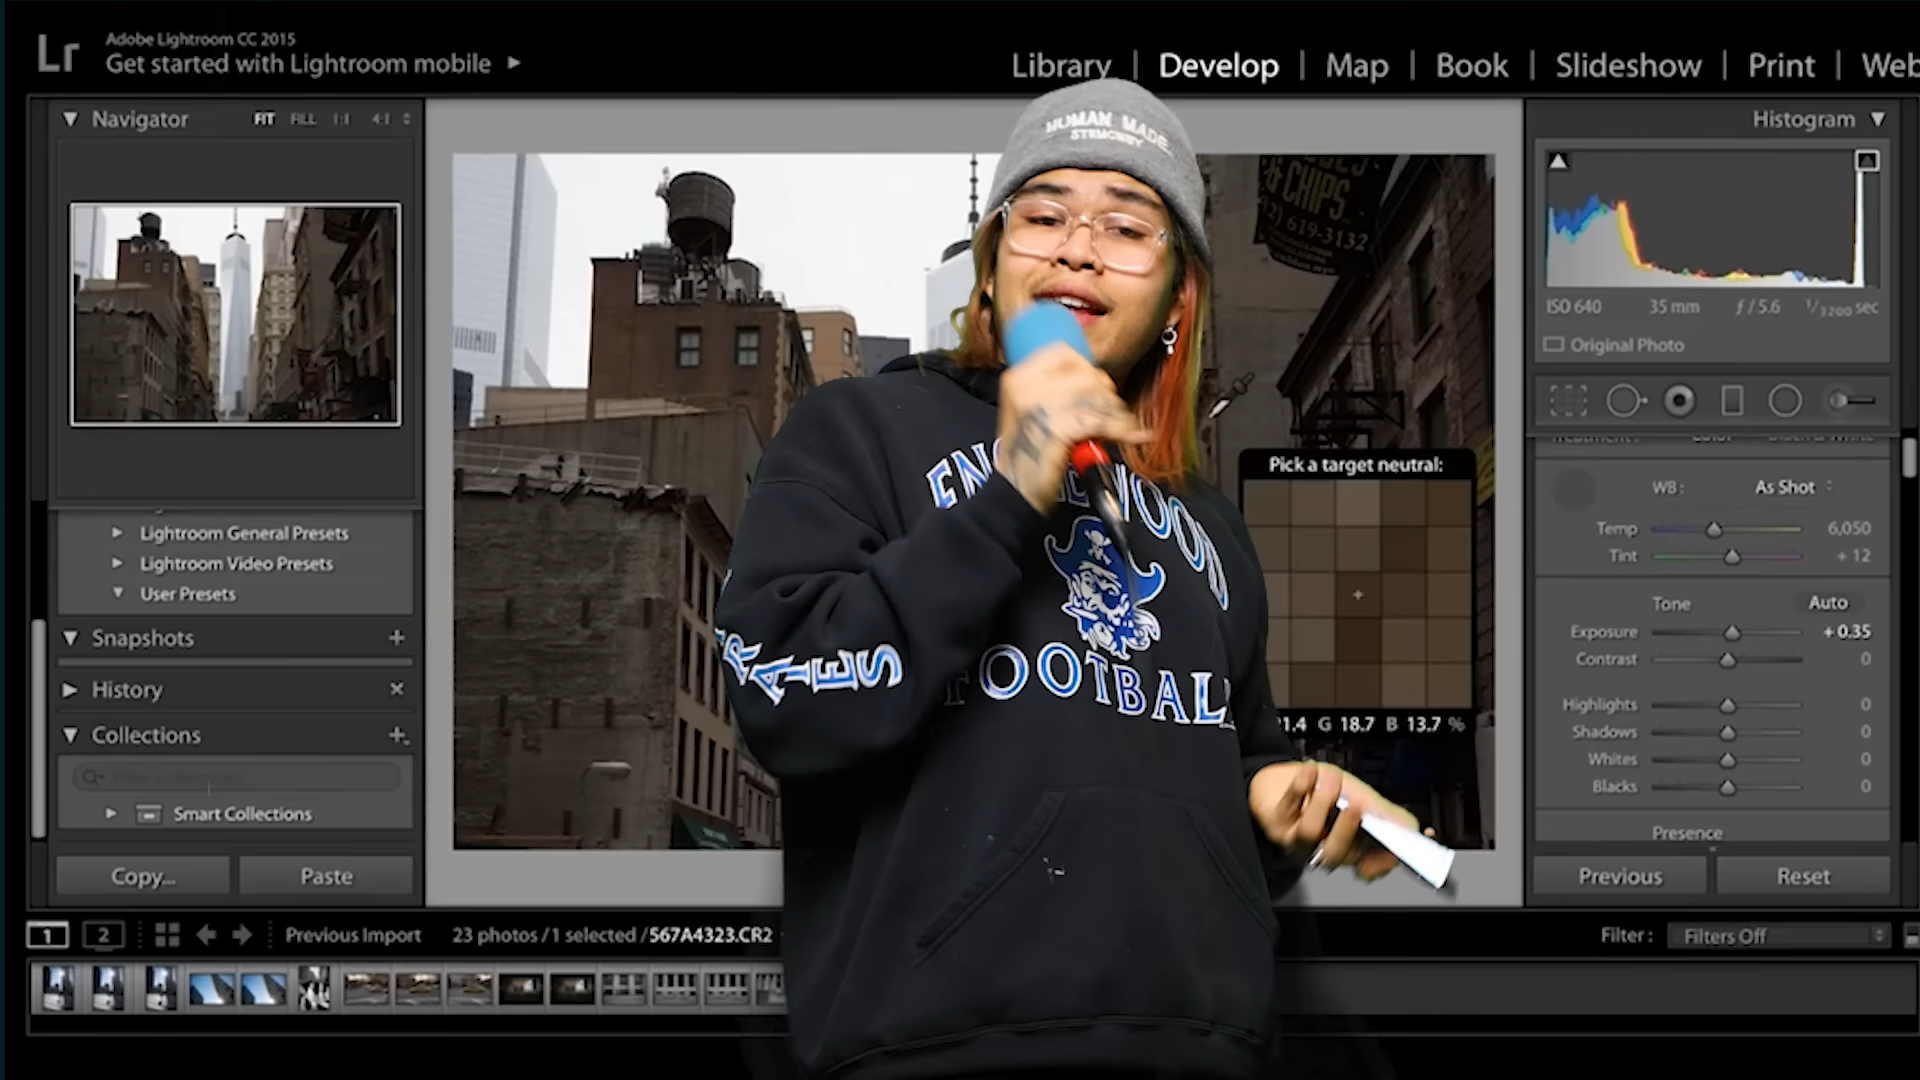 Lr
Adobe Lightroom CC 2015
Get started with Lightroom mobile
Library | Develop | Map | Book | Slideshow | Print | Web
Navigator
FIT FILL 1:1 4:1
Histogram
HUMAN MADE
& CHIPS
619-3132
ISO 640 35 mm f / 5.6 1/3200 sec
Original Photo
Pick a target neutral:
WB: As Shot
Temp 6,050
Tint + 12
Lightroom General Presets
Lightroom Video Presets
User Presets
Tone Auto
Exposure + 0.35
Contrast 0
Snapshots
History
Highlights 0
Shadows 0
Whites 0
Blacks 0
FOOTBALL
1.4 G 18.7 B 13.7 %
Collections
Smart Collections
Presence
Copy... Paste
Previous Reset
1 2 Previous Import 23 photos / 1 selected / 567A4323.CR2
Filter: Filters Off